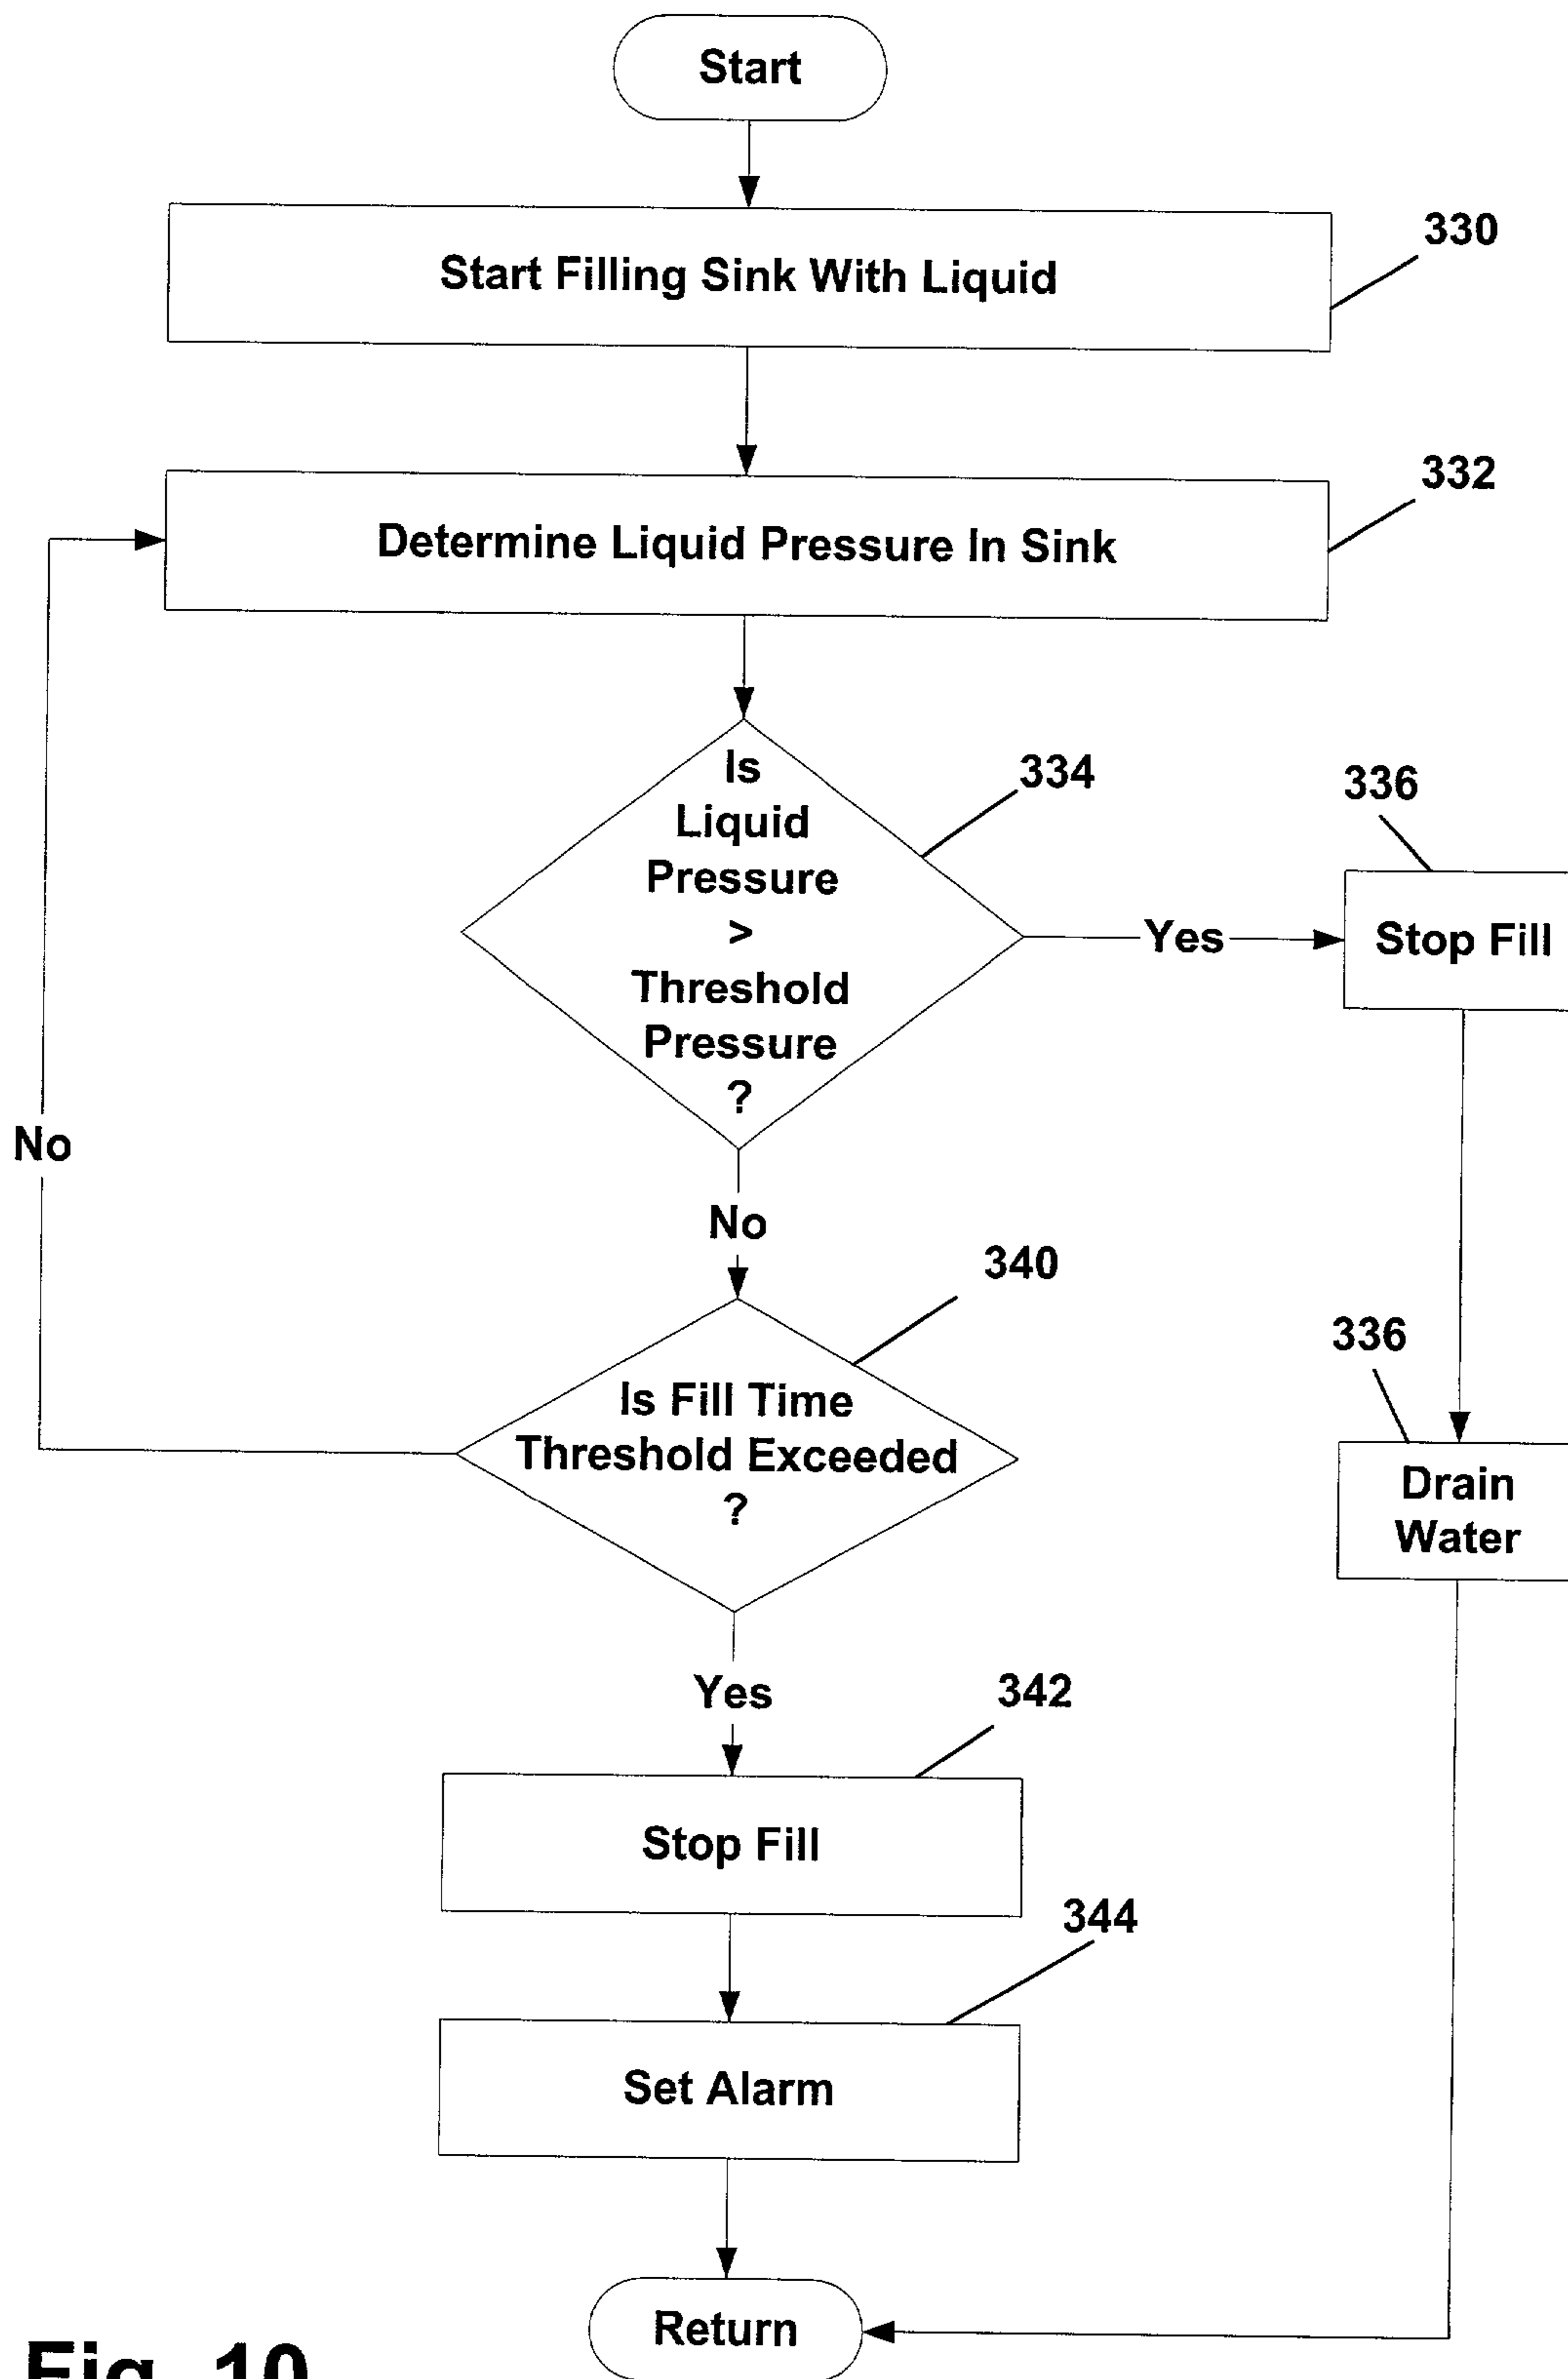 Start
Start Filling Sink With Liquid
330
Determine Liquid Pressure In Sink
332
Is
Liquid
Pressure
>
Threshold
Pressure
?
334
Yes
336
Stop Fill
No
No
340
Is Fill Time
Threshold Exceeded
?
336
Drain
Water
Yes
342
Stop Fill
344
Set Alarm
Return
Fig. 10